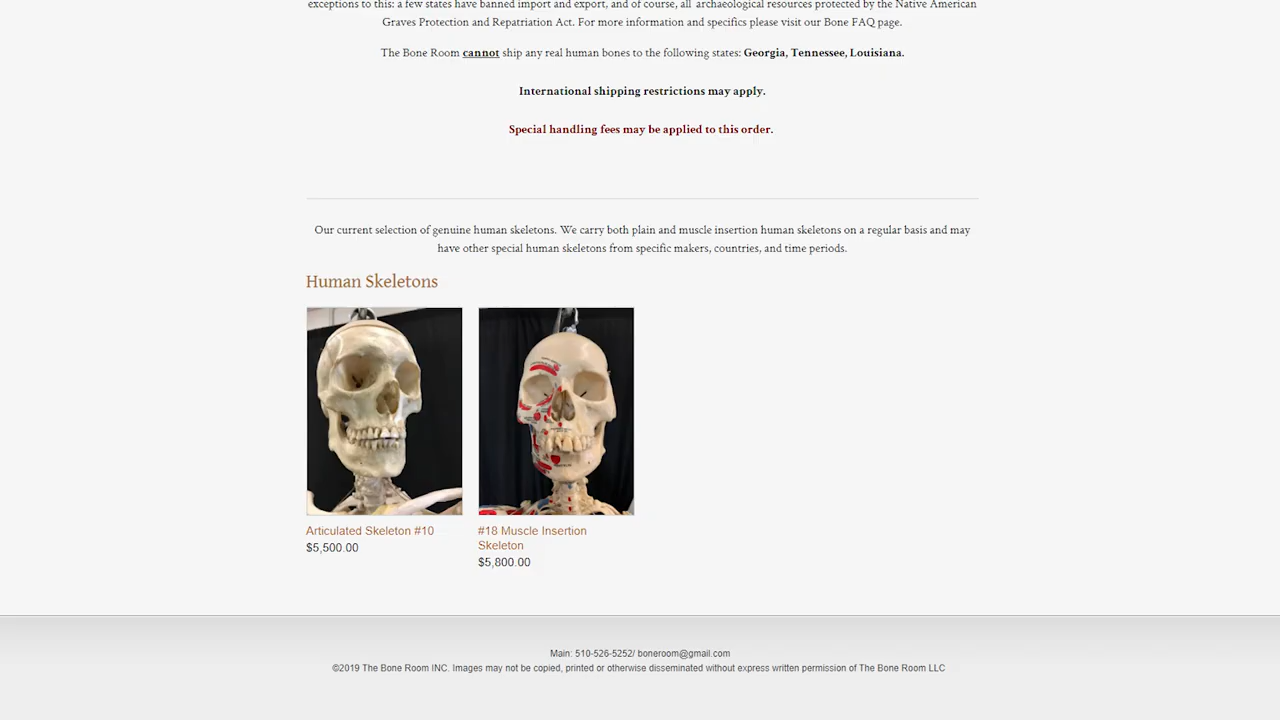 exceptions to this: a few states have banned import and export, and of course, all archaeological resources protected by the Native American
Graves Protection and Repatriation Act. For more information and specifics please visit our Bone FAQ page.
The Bone Room cannot ship any real human bones to the following states: Georgia, Tennessee, Louisiana.
International shipping restrictions may apply.
Special handling fees may be applied to this order.
Our current selection of genuine human skeletons. We carry both plain and muscle insertion human skeletons on a regular basis and may
have other special human skeletons from specific makers, countries, and time periods.
Human Skeletons
Articulated Skeleton #10
$5,500.00
#18 Muscle Insertion
Skeleton
$5,800.00
Main: 510-526-5252/ boneroom@gmail.com
©2019 The Bone Room INC. Images may not be copied, printed or otherwise disseminated without express written permission of The Bone Room LLC